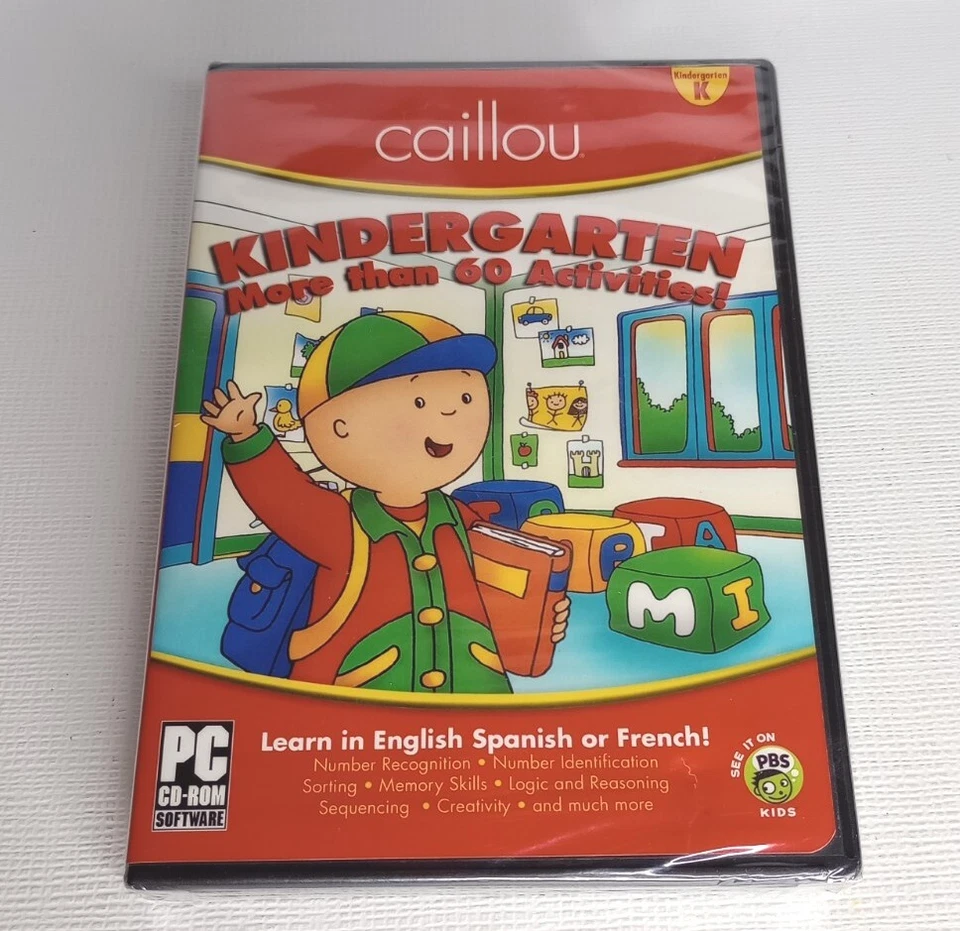 Kindergarten
K
caillou
KINDERGARTEN
More than 60 Activities!
P
A
M I
PC
CD-ROM
SOFTWARE
Learn in English Spanish or French!
Number Recognition • Number Identification
Sorting • Memory Skills • Logic and Reasoning
Sequencing • Creativity • and much more
SEE IT ON
PBS
KIDS